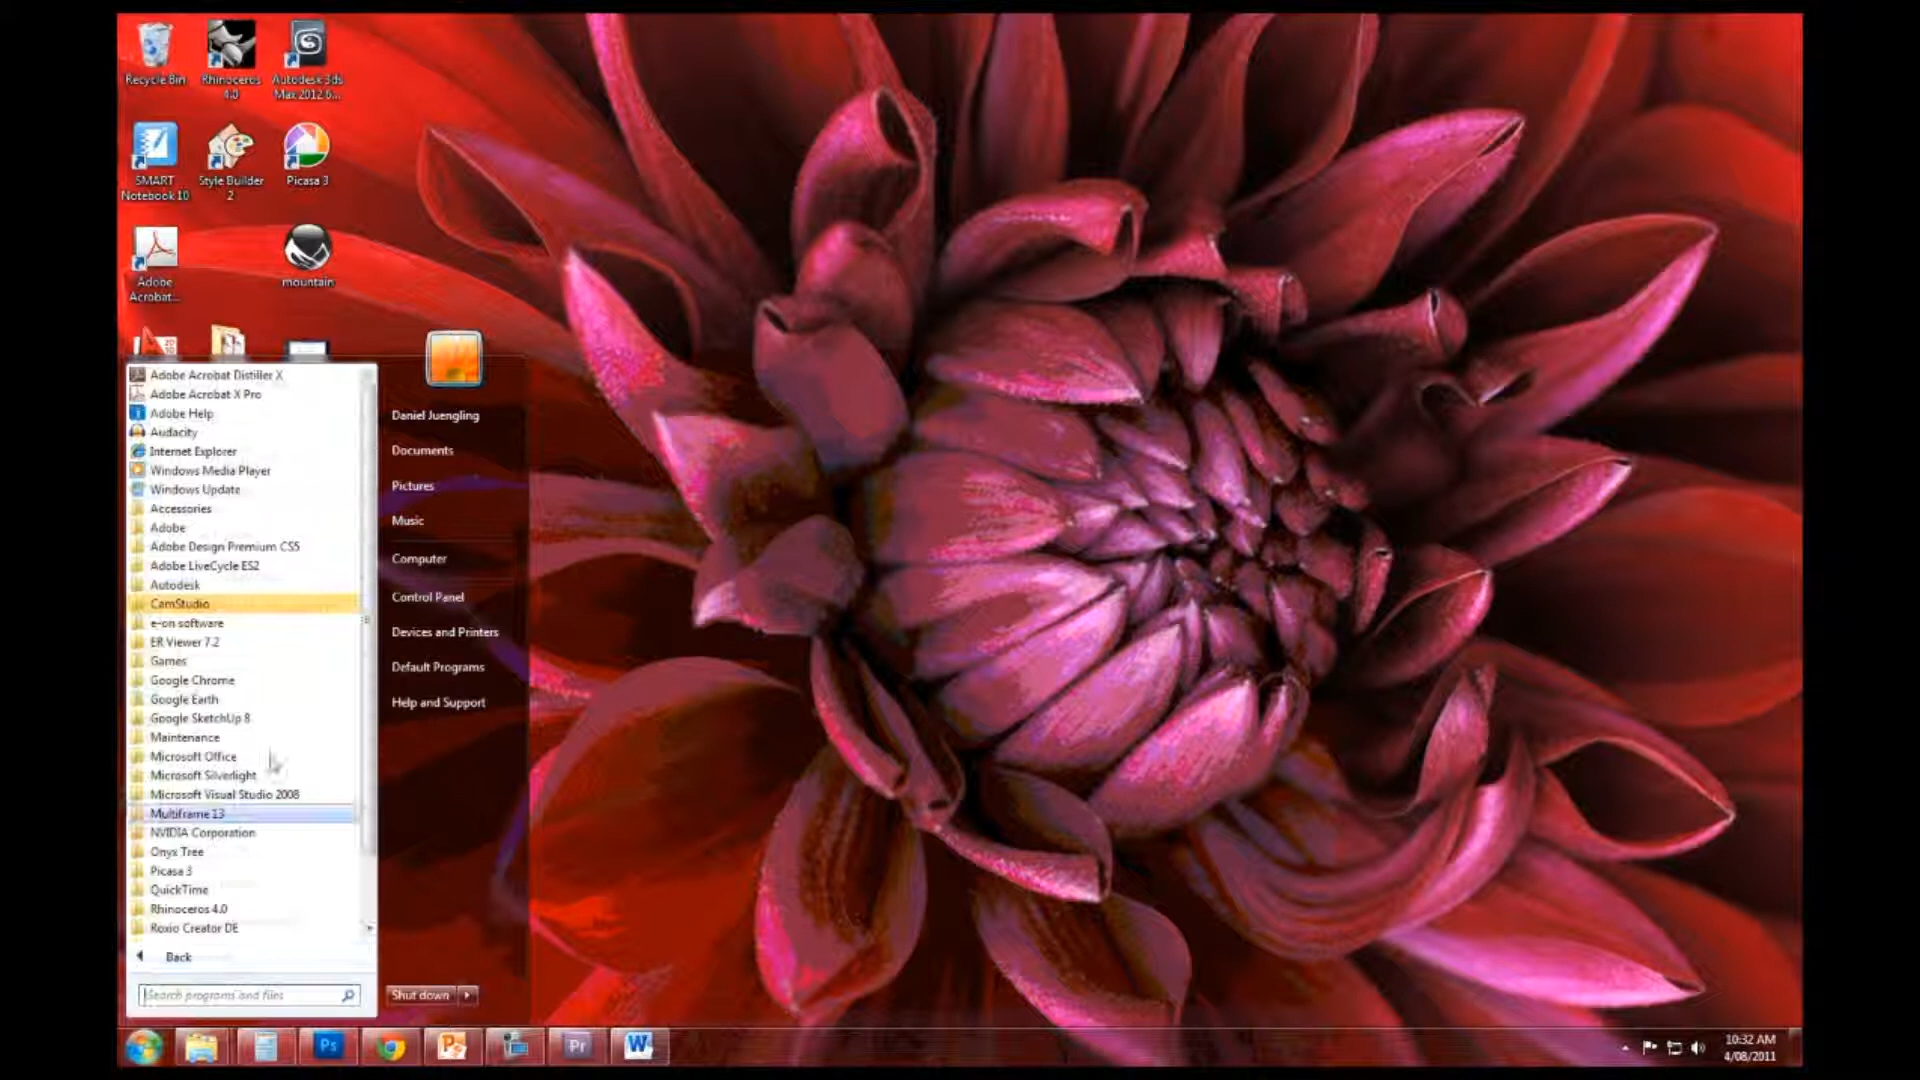 Recycle Bin
Rhinoceros
4.0
Autodesk 3ds
Max 2012 6...
SMART
Notebook 10
Style Builder
2
Picasa 3
Adobe
Acrobat...
mountain
Adobe Acrobat Distiller X
Adobe Acrobat X Pro
Adobe Help
Audacity
Internet Explorer
Windows Media Player
Windows Update
Accessories
Adobe
Adobe Design Premium CS5
Adobe LiveCycle ES2
Autodesk
CamStudio
e-on software
ER Viewer 7.2
Games
Google Chrome
Google Earth
Google SketchUp 8
Maintenance
Microsoft Office
Microsoft Silverlight
Microsoft Visual Studio 2008
Multiframe 13
NVIDIA Corporation
Onyx Tree
Picasa 3
QuickTime
Rhinoceros 4.0
Roxio Creator DE
Back
Search programs and files
Daniel Juengling
Documents
Pictures
Music
Computer
Control Panel
Devices and Printers
Default Programs
Help and Support
Shut down
Ps
Pr
W
10:32 AM
4/08/2011